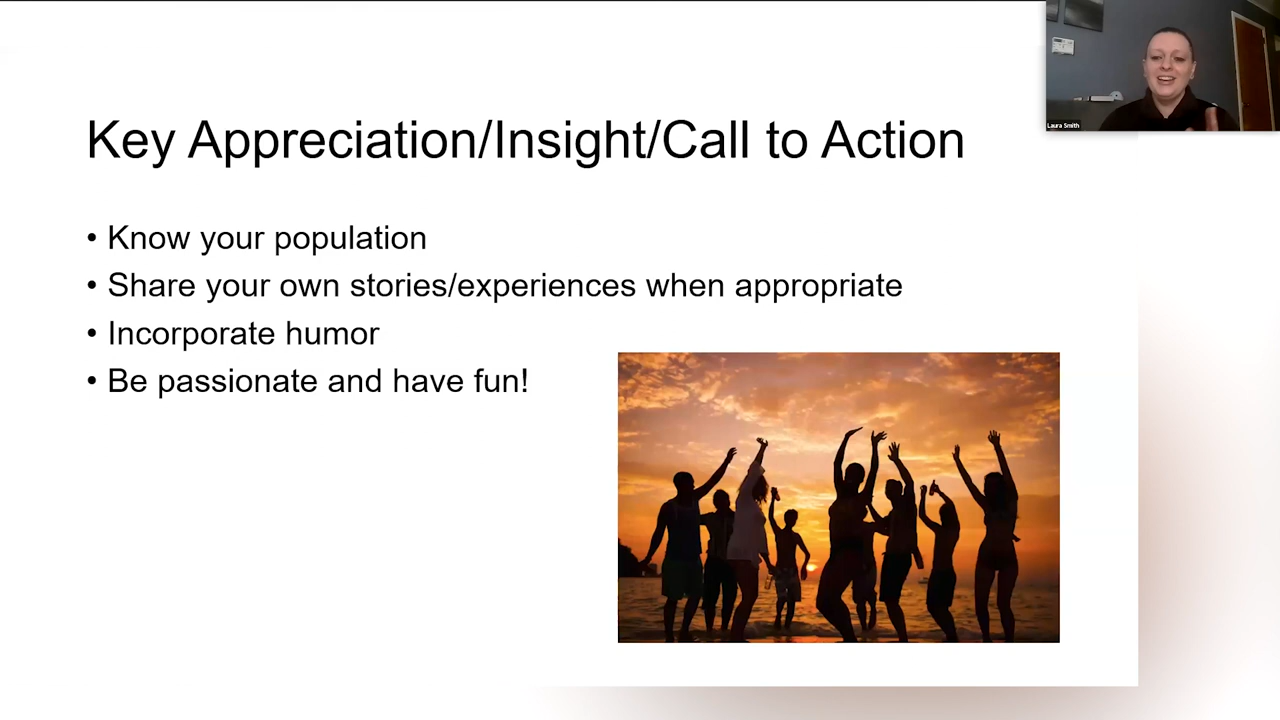 Laura Smith
Key Appreciation/Insight/Call to Action
• Know your population
• Share your own stories/experiences when appropriate
• Incorporate humor
• Be passionate and have fun!